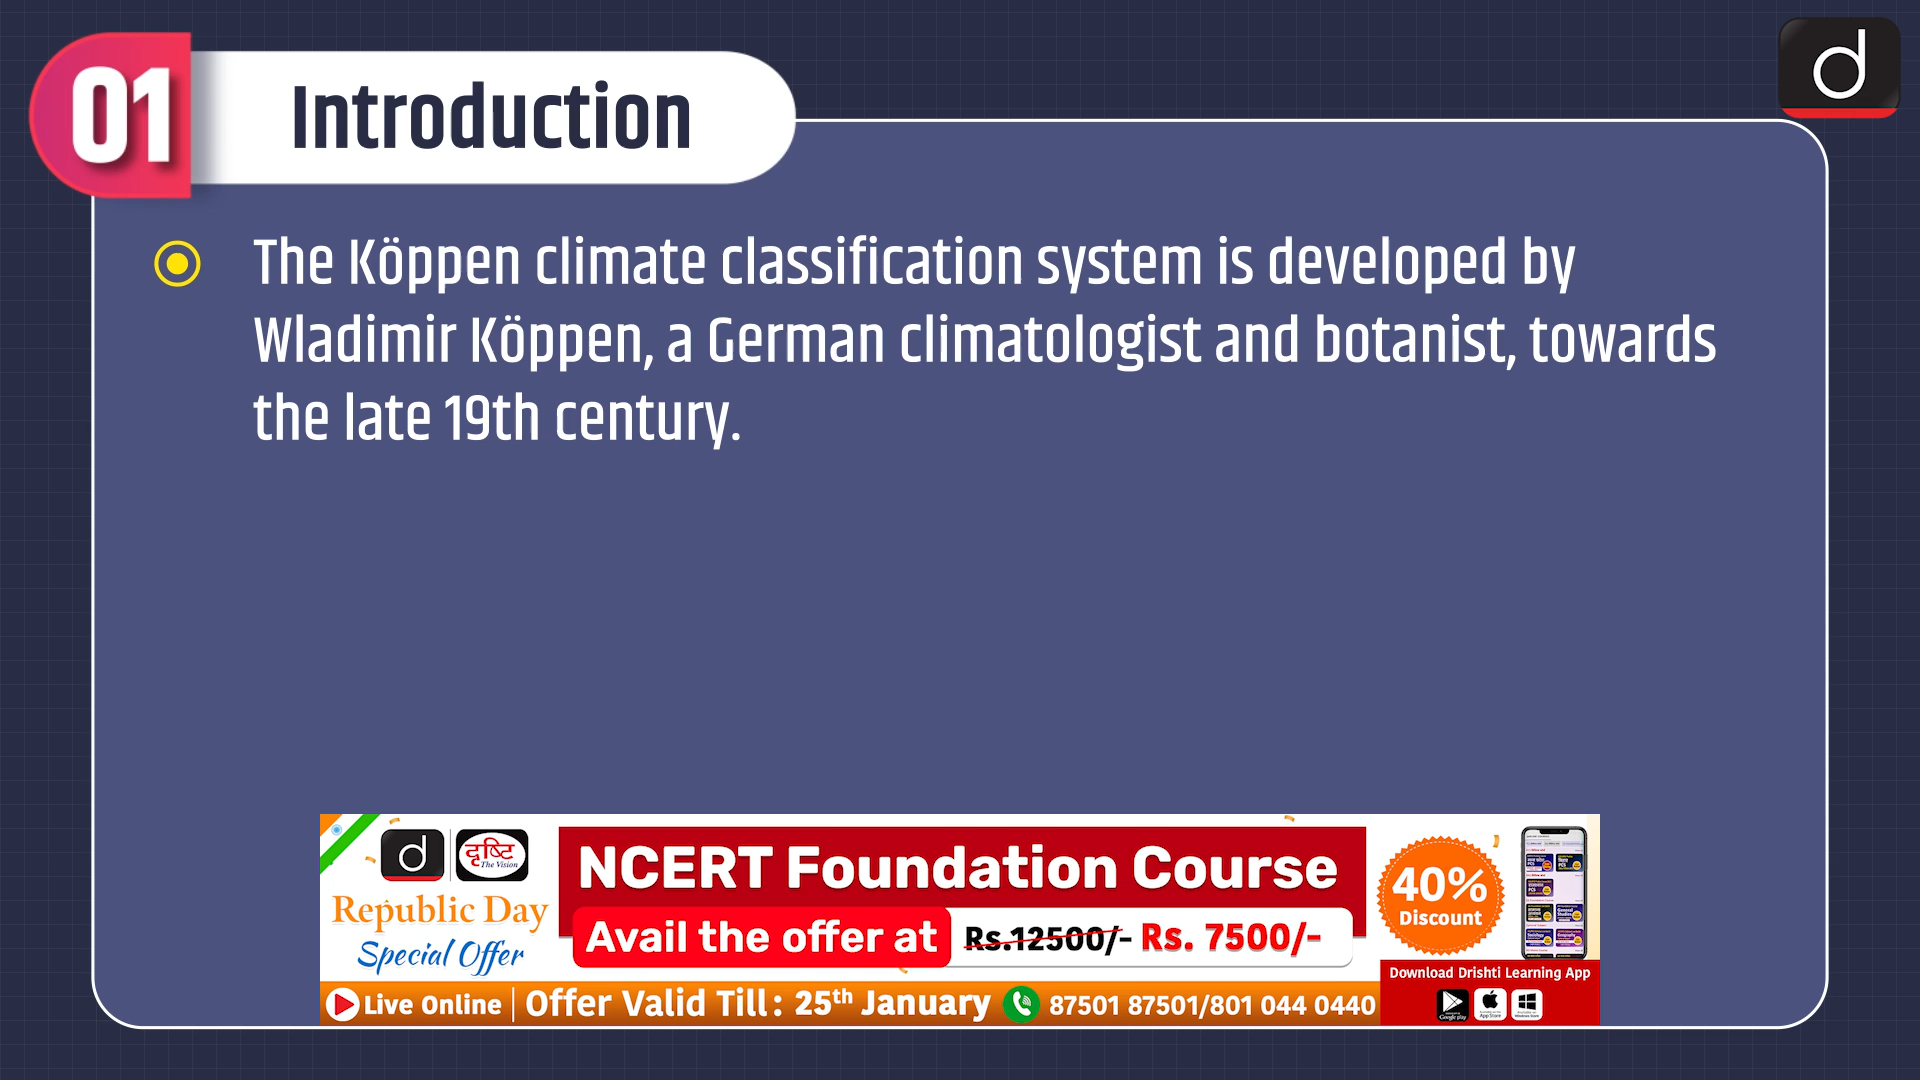 01
Introduction
d
The Köppen climate classification system is developed by
Wladimir Köppen, a German climatologist and botanist, towards
the late 19th century.
d
दृष्टि
The Vision
Republic Day
Special Offer
NCERT Foundation Course
Avail the offer at
Rs.12500/- Rs. 7500/-
40%
Discount
Download Drishti Learning App
Live Online | Offer Valid Till: 25th January
87501 87501/801 044 0440